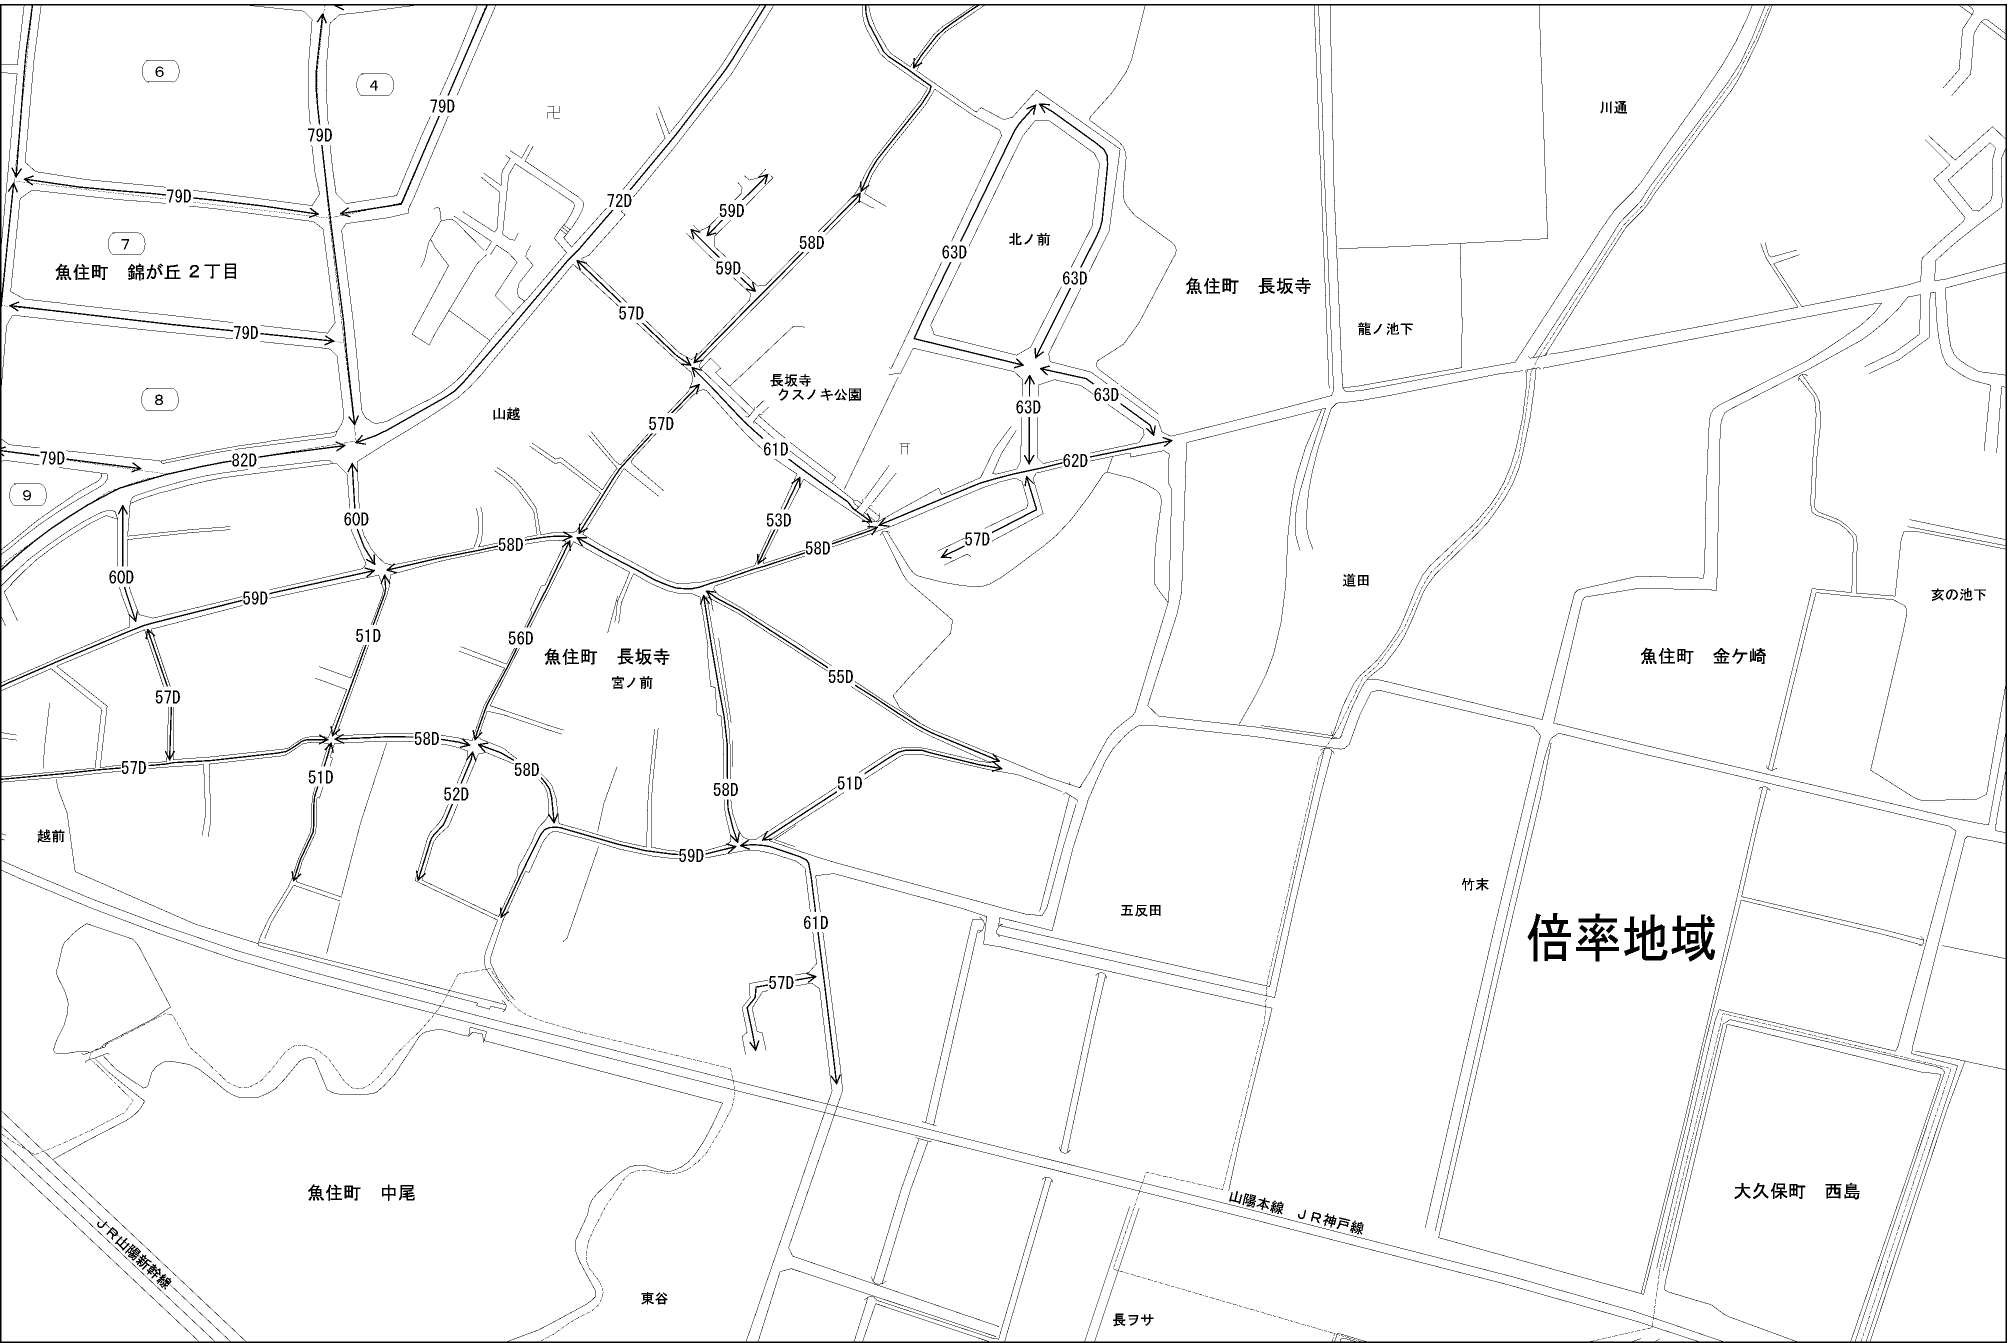 6
4
79D
79D
川通
79D
72D
59D
58D
7
北ノ前
63D
魚住町 錦が丘 2丁目
59D
63D
魚住町 長坂寺
57D
79D
龍ノ池下
長坂寺
クスノキ公園
8
山越
63D
63D
57D
61D
79D
82D
62D
9
60D
53D
58D
58D
57D
60D
道田
59D
亥の池下
51D
56D
魚住町 長坂寺
魚住町 金ケ崎
宮ノ前
55D
57D
58D
57D
58D
51D
51D
58D
52D
越前
59D
竹末
五反田
61D
倍率地域
57D
魚住町 中尾
大久保町 西島
山陽本線 JR神戸線
JR山陽新幹線
東谷
長ヲサ